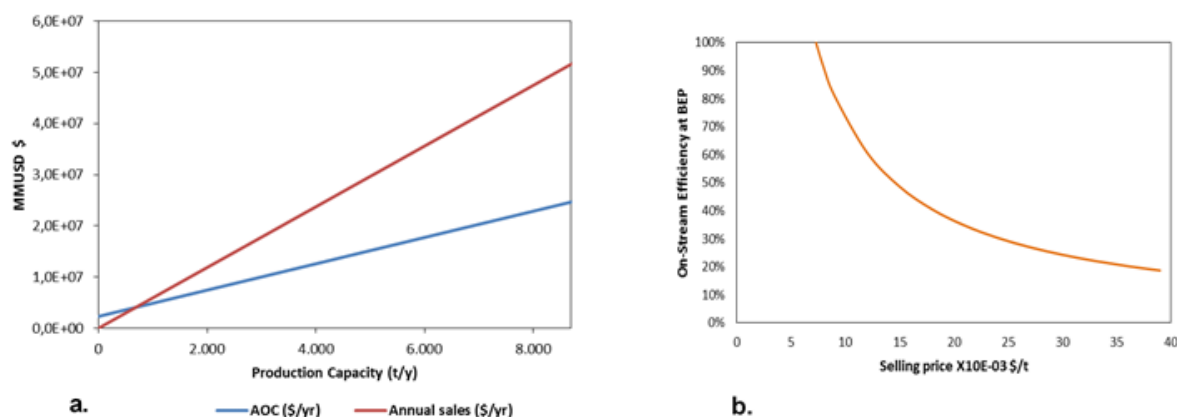 6,0E+07
5,0E+07
4,0E+07
3,0E+07
2,0E+07
1,0E+07
0,0E+00
MMUSD $
0 2.000 4.000 6.000 8.000
Production Capacity (t/y)
a.
AOC ($/yr) Annual sales ($/yr)
100%
90%
80%
70%
60%
50%
40%
30%
20%
10%
0%
On-Stream Efficiency at BEP
0 5 10 15 20 25 30 35 40
Selling price X10E-03 $/t
b.